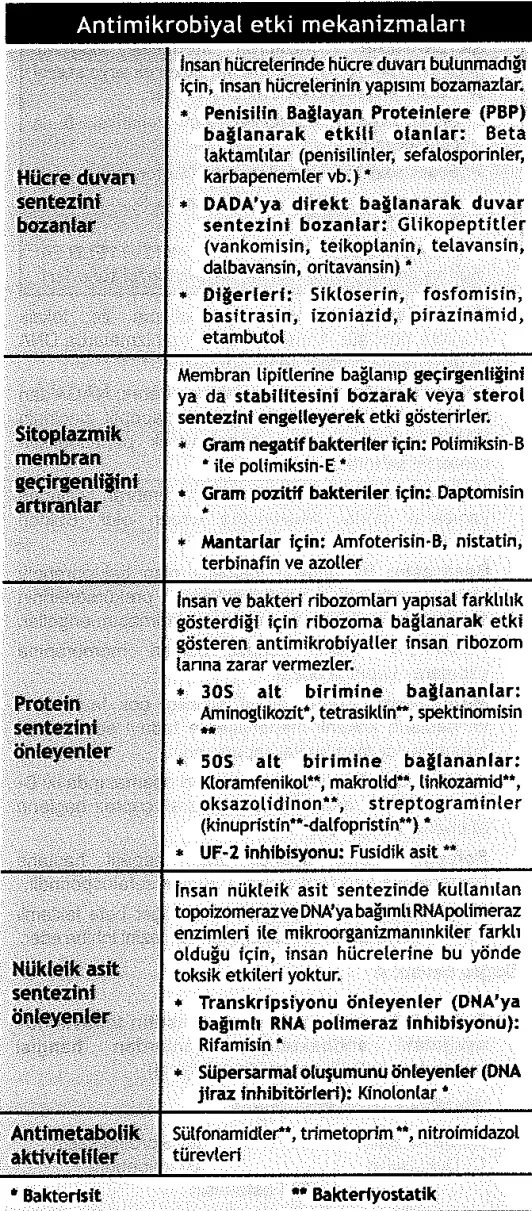 Antimikrobiyal etki mekanizmaları
Hücre duvarı
sentezini
bozanlar
İnsan hücrelerinde hücre duvarı bulunmadığı
için, insan hücrelerinin yapısını bozamazlar.
* Penisilin Bağlayan Proteinlere (PBP)
bağlanarak etkili olanlar: Beta
laktamlılar (penisilinler, sefalosporinler,
karbapenemler vb.) *
* DADA'ya direkt bağlanarak duvar
sentezini bozanlar: Glikopeptitler
(vankomisin, teikoplanin, telavansin,
dalbavansin, oritavansin) *
* Diğerleri: Sikloserin, fosfomisin,
basitrasin, izoniazid, pirazinamid,
etambutol
Sitoplazmik
membran
geçirgenliğini
artıranlar
Membran lipitlerine bağlanıp geçirgenliğini
ya da stabilitesini bozarak veya sterol
sentezini engelleyerek etki gösterirler.
* Gram negatif bakteriler için: Polimiksin-B
* ile polimiksin-E *
* Gram pozitif bakteriler için: Daptomisin
*
* Mantarlar için: Amfoterisin-B, nistatin,
terbinafin ve azoller
Protein
sentezini
önleyenler
İnsan ve bakteri ribozomları yapısal farklılık
gösterdiği için ribozoma bağlanarak etki
gösteren antimikrobiyaller insan ribozom
larına zarar vermezler.
* 30S alt birimine bağlananlar:
Aminoglikozit*, tetrasiklin**, spektinomisin
**
* 50S alt birimine bağlananlar:
Kloramfenikol**, makrolid**, linkozamid**,
oksazolidinon**, streptograminler
(kinupristin**-dalfopristin**) *
* UF-2 inhibisyonu: Fusidik asit **
Nükleik asit
sentezini
önleyenler
İnsan nükleik asit sentezinde kullanılan
topoizomeraz ve DNA'ya bağımlı RNA polimeraz
enzimleri ile mikroorganizmanınkiler farklı
olduğu için, insan hücrelerine bu yönde
toksik etkileri yoktur.
* Transkripsiyonu önleyenler (DNA'ya
bağımlı RNA polimeraz inhibisyonu):
Rifamisin *
* Süpersarmal oluşumunu önleyenler (DNA
jiraz inhibitörleri): Kinolonlar *
Antimetabolik
aktiviteliler
Sülfonamidler**, trimetoprim **, nitroimidazol
türevleri
* Bakterisit ** Bakteriyostatik